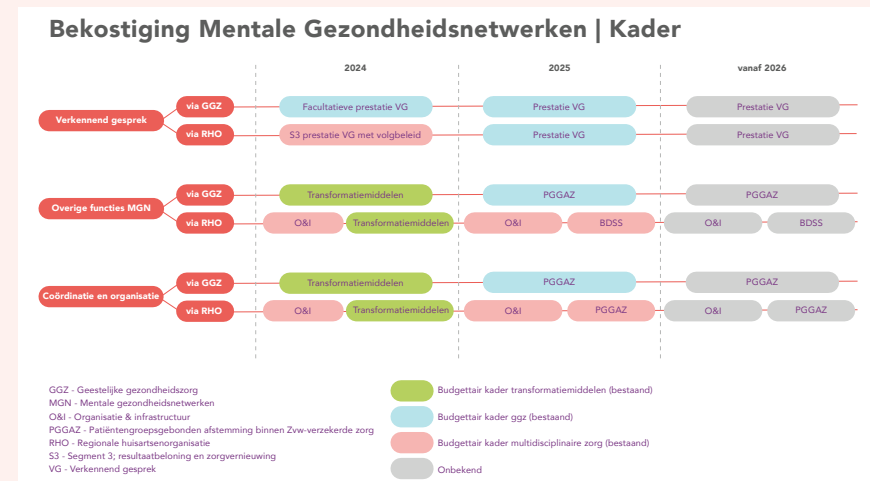 Bekostiging Mentale Gezondheidsnetwerken | Kader
2024 2025 vanaf 2026
Verkennend gesprek
via GGZ Facultatieve prestatie VG Prestatie VG Prestatie VG
via RHO S3 prestatie VG met volgbeleid Prestatie VG Prestatie VG
Overige functies MGN
via GGZ Transformatiemiddelen PGGAZ PGGAZ
via RHO O&I Transformatiemiddelen O&I BDSS O&I BDSS
Coördinatie en organisatie
via GGZ Transformatiemiddelen PGGAZ PGGAZ
via RHO O&I Transformatiemiddelen O&I PGGAZ O&I PGGAZ
GGZ - Geestelijke gezondheidszorg
MGN - Mentale gezondheidsnetwerken
O&I - Organisatie & infrastructuur
PGGAZ - Patiëntengroepsgebonden afstemming binnen Zvw-verzekerde zorg
RHO - Regionale huisartsenorganisatie
S3 - Segment 3; resultaatbeloning en zorgvernieuwing
VG - Verkennend gesprek
Budgettair kader transformatiemiddelen (bestaand)
Budgettair kader ggz (bestaand)
Budgettair kader multidisciplinaire zorg (bestaand)
Onbekend